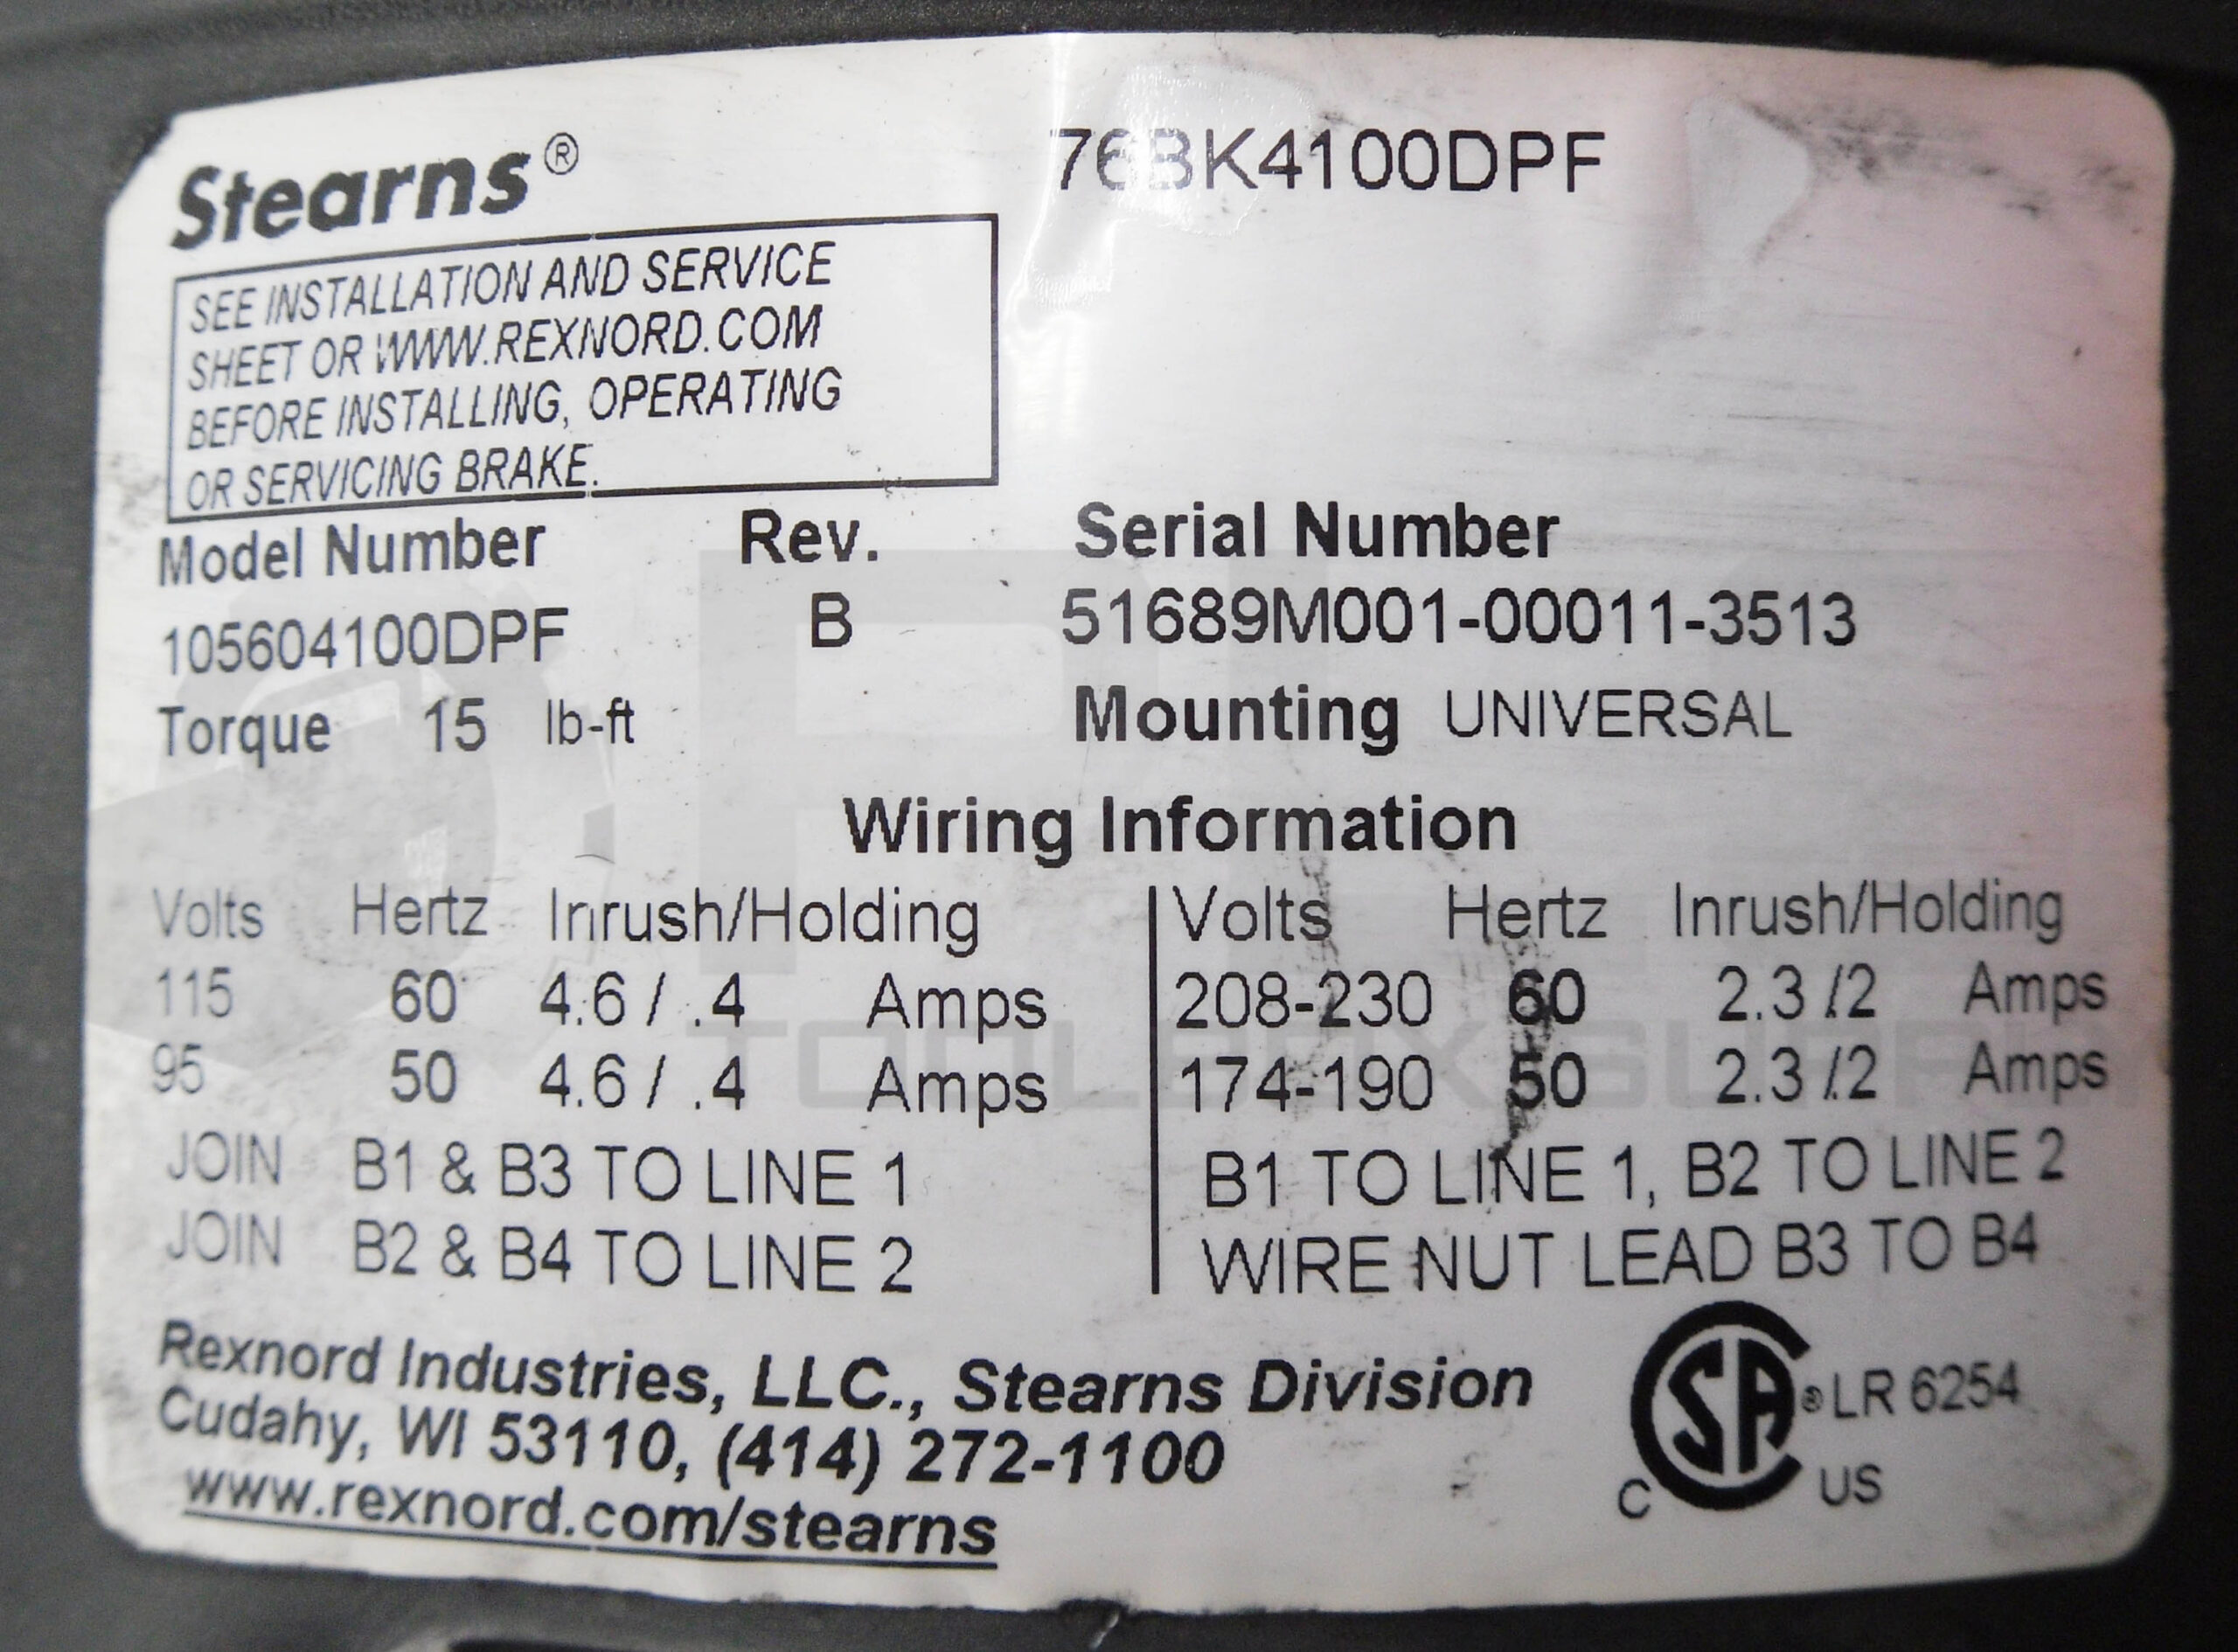 Stearns®
76BK4100DPF
SEE INSTALLATION AND SERVICE
SHEET OR WWW.REXNORD.COM
BEFORE INSTALLING, OPERATING
OR SERVICING BRAKE.
Model Number Rev. Serial Number
105604100DPF B 51689M001-00011-3513
Torque 15 lb-ft Mounting UNIVERSAL
Wiring Information
Volts Hertz Inrush/Holding Volts Hertz Inrush/Holding
115 60 4.6 / .4 Amps 208-230 60 2.3 /.2 Amps
95 50 4.6 / .4 Amps 174-190 50 2.3 /.2 Amps
JOIN B1 & B3 TO LINE 1 B1 TO LINE 1, B2 TO LINE 2
JOIN B2 & B4 TO LINE 2 WIRE NUT LEAD B3 TO B4
Rexnord Industries, LLC., Stearns Division
Cudahy, WI 53110, (414) 272-1100
www.rexnord.com/stearns
CSA® LR 6254
C US